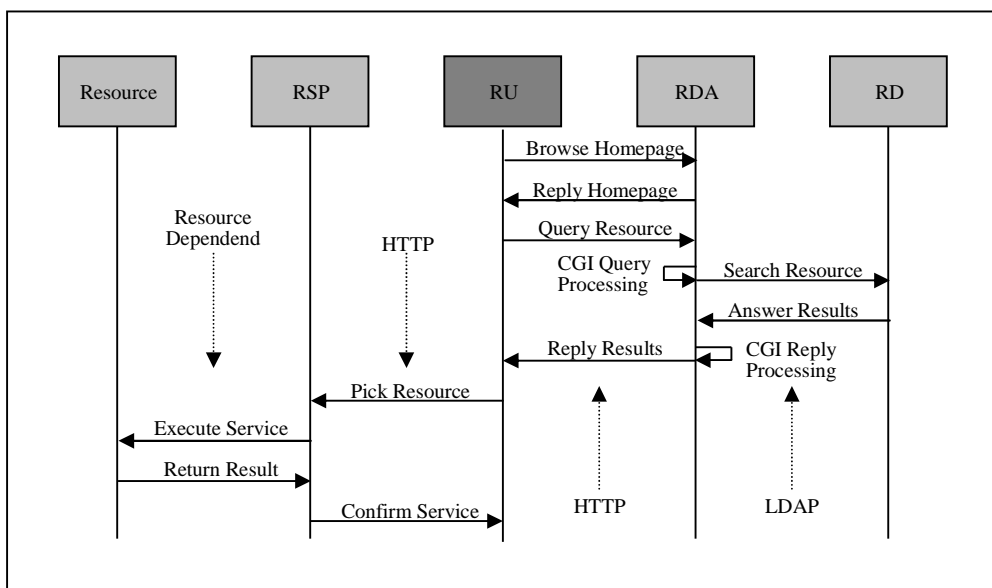 Resource
RSP
RU
RDA
RD
Browse Homepage
Reply Homepage
Resource
Dependend
HTTP
Query Resource
CGI Query
Processing
Search Resource
Answer Results
Reply Results
CGI Reply
Processing
Pick Resource
Execute Service
Return Result
HTTP
LDAP
Confirm Service